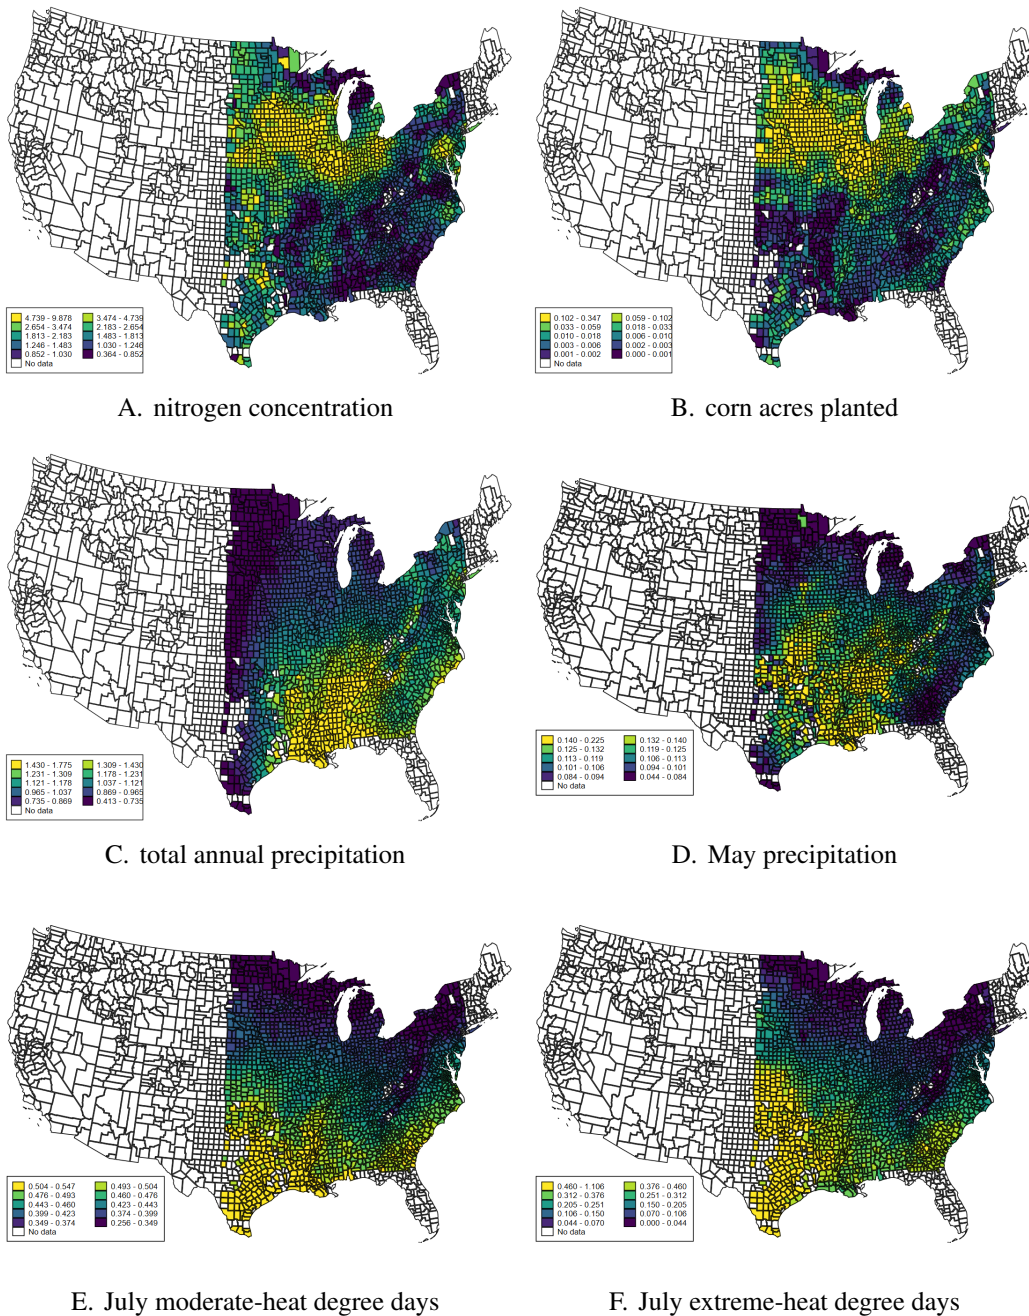 4.739 - 9.878 3.474 - 4.739
2.654 - 3.474 2.183 - 2.654
1.813 - 2.183 1.483 - 1.813
1.246 - 1.483 1.030 - 1.246
0.852 - 1.030 0.364 - 0.852
No data
A. nitrogen concentration
0.102 - 0.347 0.059 - 0.102
0.033 - 0.059 0.018 - 0.033
0.010 - 0.018 0.006 - 0.010
0.003 - 0.006 0.002 - 0.003
0.001 - 0.002 0.000 - 0.001
No data
B. corn acres planted
1.430 - 1.775 1.309 - 1.430
1.231 - 1.309 1.178 - 1.231
1.121 - 1.178 1.037 - 1.121
0.965 - 1.037 0.869 - 0.965
0.735 - 0.869 0.413 - 0.735
No data
C. total annual precipitation
0.140 - 0.225 0.132 - 0.140
0.125 - 0.132 0.119 - 0.125
0.113 - 0.119 0.106 - 0.113
0.101 - 0.106 0.094 - 0.101
0.084 - 0.094 0.044 - 0.084
No data
D. May precipitation
0.504 - 0.547 0.493 - 0.504
0.476 - 0.493 0.460 - 0.476
0.443 - 0.460 0.423 - 0.443
0.399 - 0.423 0.374 - 0.399
0.349 - 0.374 0.256 - 0.349
No data
E. July moderate-heat degree days
0.460 - 1.106 0.376 - 0.460
0.312 - 0.376 0.251 - 0.312
0.205 - 0.251 0.150 - 0.205
0.106 - 0.150 0.070 - 0.106
0.044 - 0.070 0.000 - 0.044
No data
F. July extreme-heat degree days